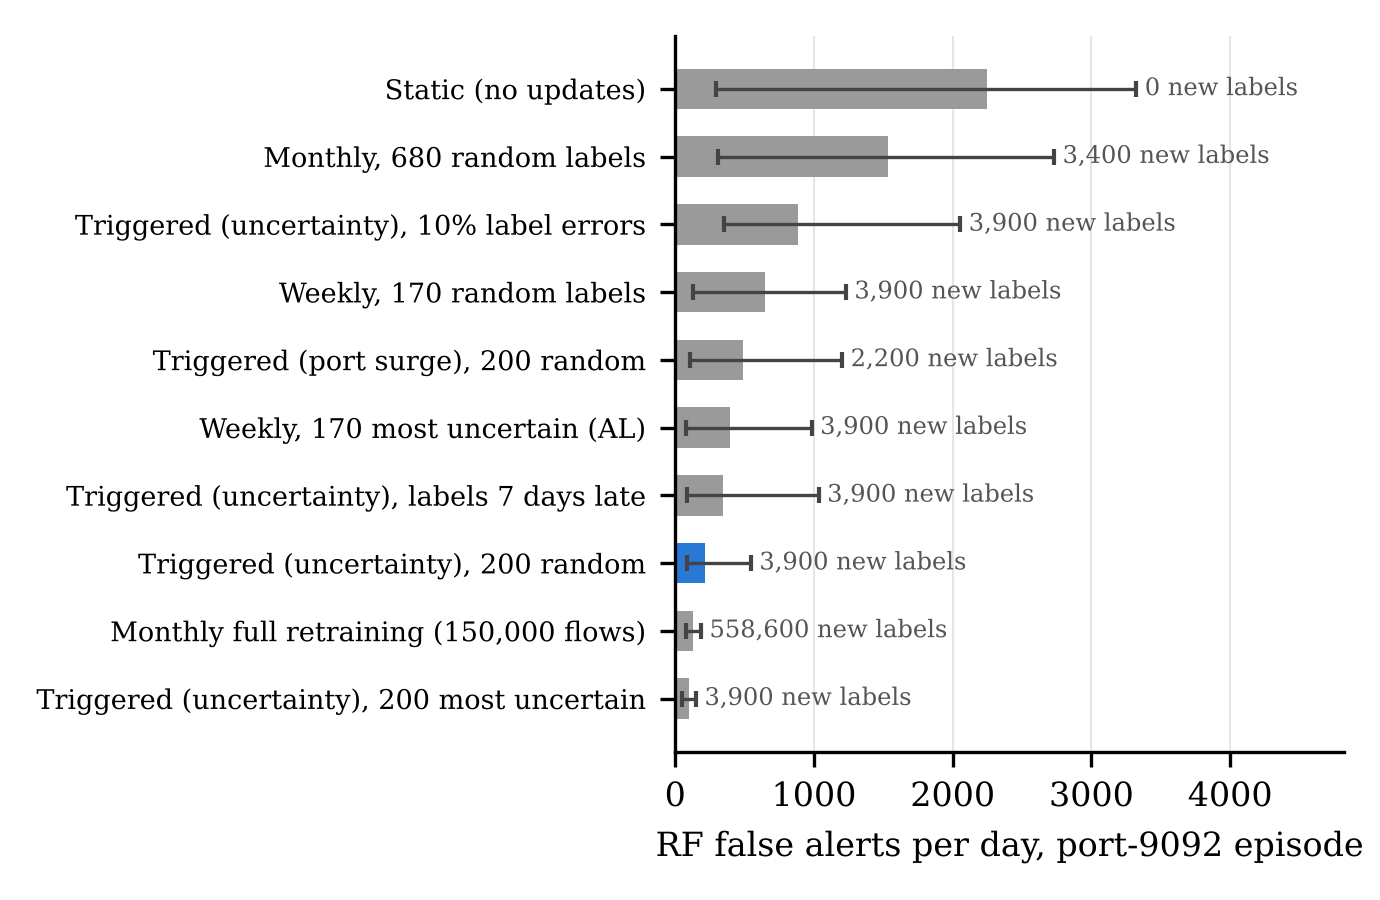 Static (no updates) 0 new labels
Monthly, 680 random labels 3,400 new labels
Triggered (uncertainty), 10% label errors 3,900 new labels
Weekly, 170 random labels 3,900 new labels
Triggered (port surge), 200 random 2,200 new labels
Weekly, 170 most uncertain (AL) 3,900 new labels
Triggered (uncertainty), labels 7 days late 3,900 new labels
Triggered (uncertainty), 200 random 3,900 new labels
Monthly full retraining (150,000 flows) 558,600 new labels
Triggered (uncertainty), 200 most uncertain 3,900 new labels
0 1000 2000 3000 4000
RF false alerts per day, port-9092 episode